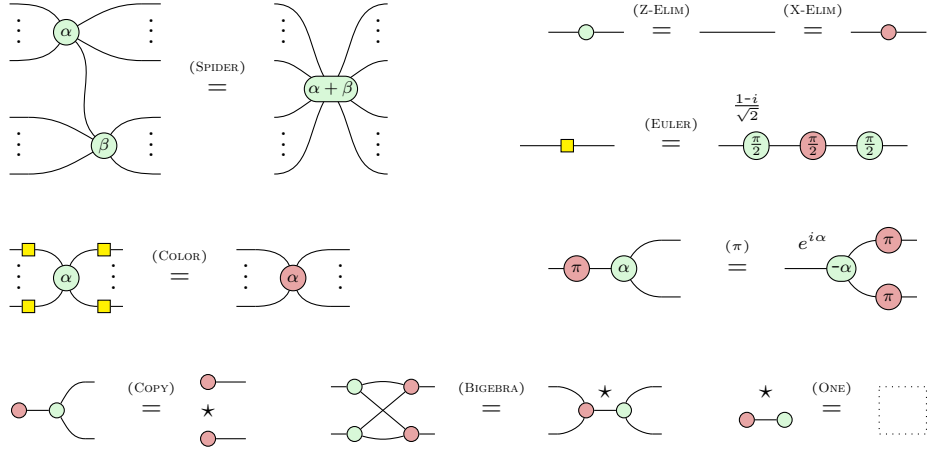 α (SPIDER) = α + β β
(Z-ELIM) = (X-ELIM) =
(EULER) = 1-i/√2 π/2 π/2 π/2
α (COLOR) = α
π α (π) = e^{iα} -α π π
(COPY) = ⋆
(BIGEBRA) = ⋆
⋆ (ONE) =